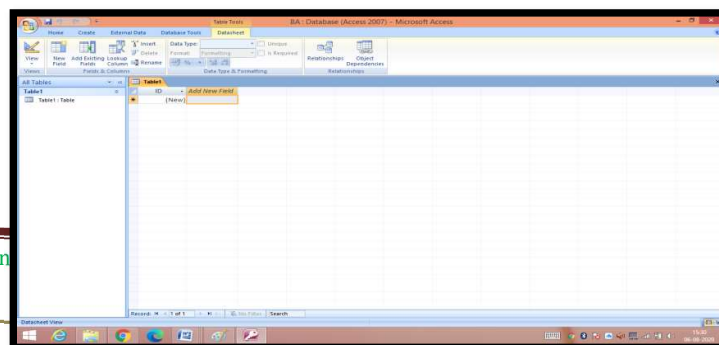 Table Tools
BA : Database (Access 2007) - Microsoft Access
Home Create External Data Database Tools Datasheet
View
New Field
Add Existing Fields
Lookup Column
Insert
Delete
Rename
Data Type:
Format: Formatting
Unique
Is Required
Relationships
Object Dependencies
Views Fields & Columns Data Type & Formatting Relationships
All Tables
Table1
Table1 : Table
Table1
ID Add New Field
(New)
Record: 1 of 1 No Filter Search
Datasheet View
15:30